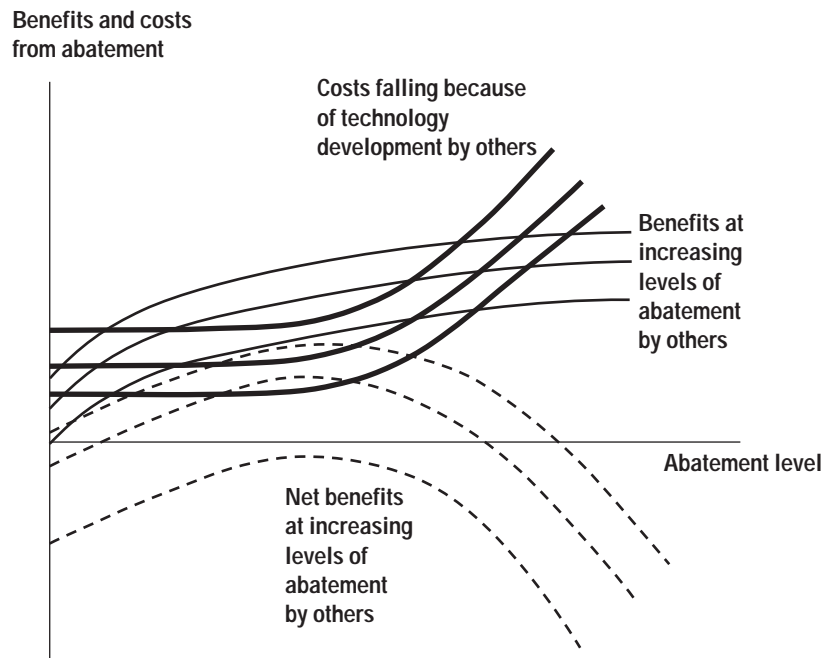 Benefits and costs
from abatement
Costs falling because
of technology
development by others
Benefits at
increasing
levels of
abatement
by others
Abatement level
Net benefits
at increasing
levels of
abatement
by others